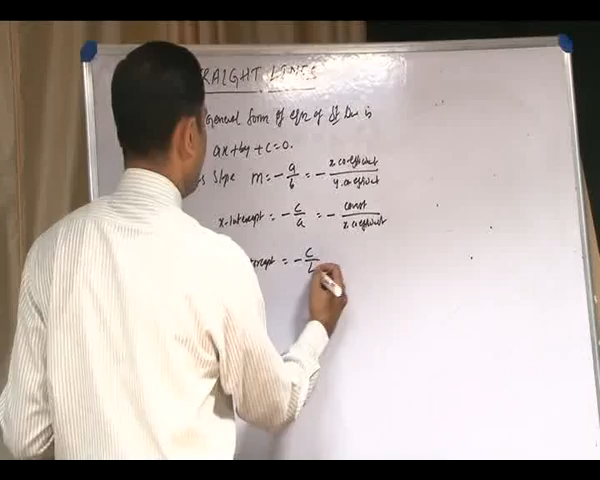 RAIGHT LINES
General form of eqn of st line is
ax+by+c=0.
Slope m = -a/b = - x coefficient / y coefficient
x-intercept = -c/a = - const / x coefficient
ercept = -c/b